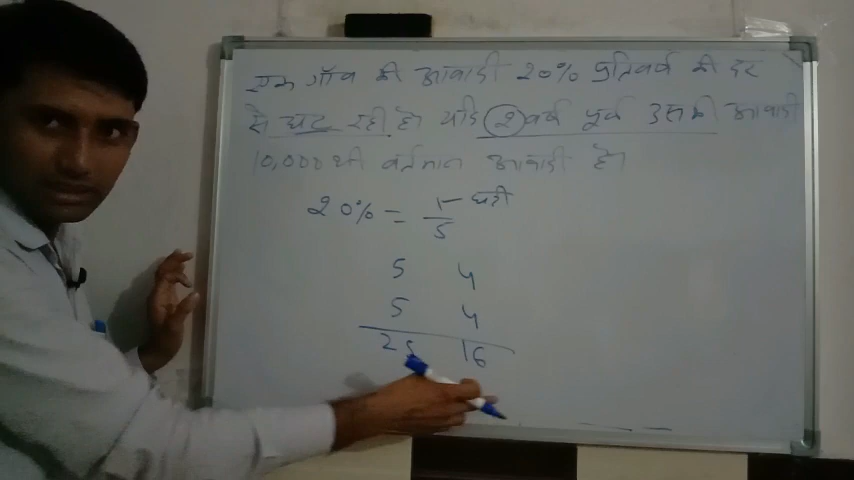 एक गाँव की आबादी 20% प्रतिवर्ष की दर
से घट रही है। यदि 2 वर्ष पूर्व उसकी आबादी
10,000 थी वर्तमान आबादी है।
20% = 1/5 - घटी
5 4
5 4
25 16